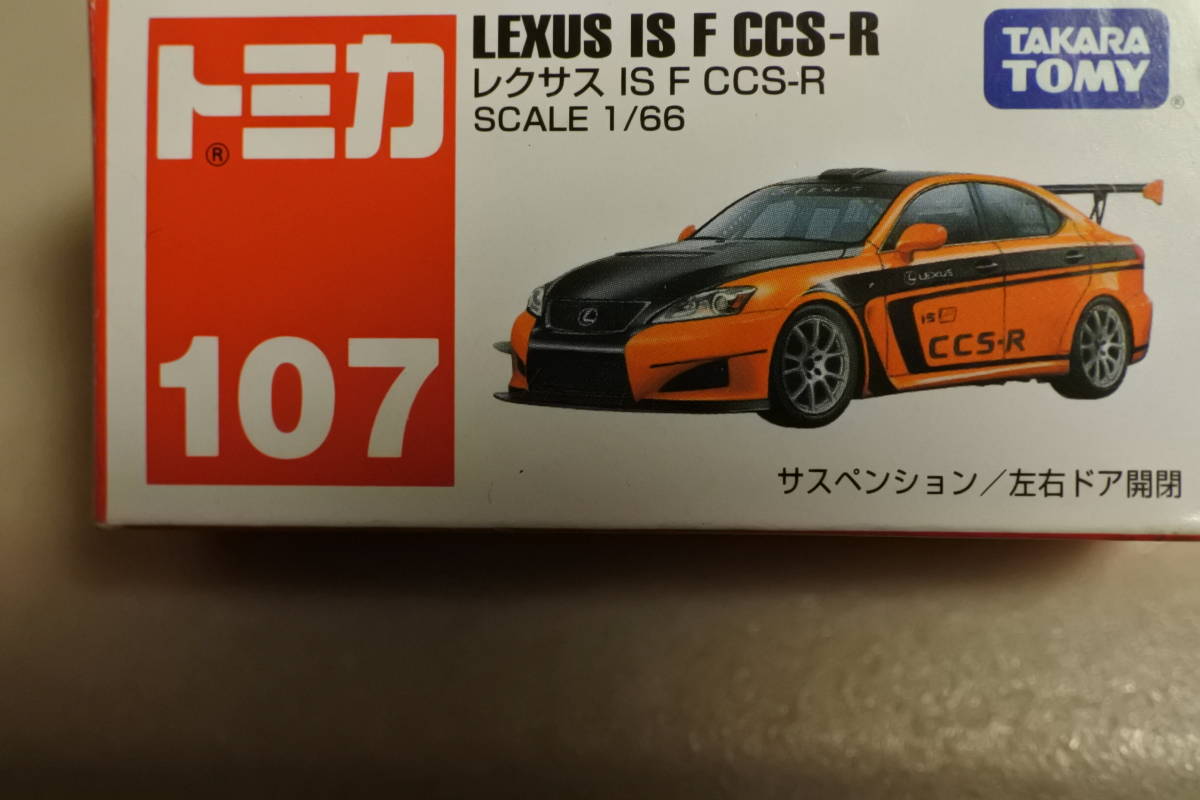 トミカ
®
107
LEXUS IS F CCS-R
レクサス IS F CCS-R
SCALE 1/66
TAKARA
TOMY
®
LEXUS
LEXUS
IS F
CCS-R
サスペンション/左右ドア開閉